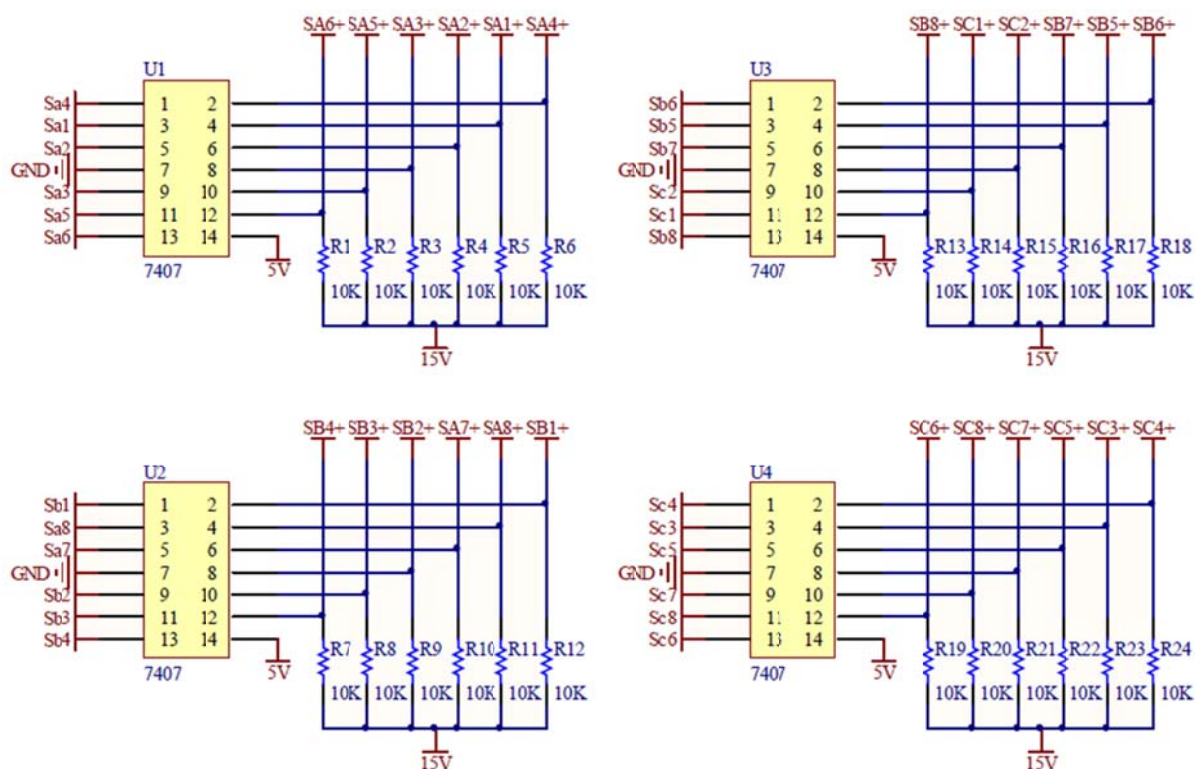 SA6+ SA5+ SA3+ SA2+ SA1+ SA4+
U1
Sa4 1 2
Sa1 3 4
Sa2 5 6
GND 7 8
Sa3 9 10
Sa5 11 12
Sa6 13 14
5V
7407
R1 R2 R3 R4 R5 R6
10K 10K 10K 10K 10K 10K
15V
SB8+ SC1+ SC2+ SB7+ SB5+ SB6+
U3
Sb6 1 2
Sb5 3 4
Sb7 5 6
GND 7 8
Sc2 9 10
Sc1 11 12
Sb8 13 14
5V
7407
R13 R14 R15 R16 R17 R18
10K 10K 10K 10K 10K 10K
15V
SB4+ SB3+ SB2+ SA7+ SA8+ SB1+
U2
Sb1 1 2
Sa8 3 4
Sa7 5 6
GND 7 8
Sb2 9 10
Sb3 11 12
Sb4 13 14
5V
7407
R7 R8 R9 R10 R11 R12
10K 10K 10K 10K 10K 10K
15V
SC6+ SC8+ SC7+ SC5+ SC3+ SC4+
U4
Sc4 1 2
Sc3 3 4
Sc5 5 6
GND 7 8
Sc7 9 10
Sc8 11 12
Sc6 13 14
5V
7407
R19 R20 R21 R22 R23 R24
10K 10K 10K 10K 10K 10K
15V